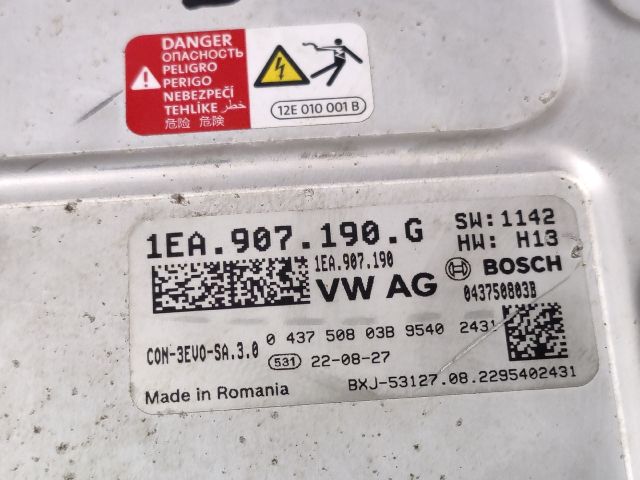 DANGER
ОПАСНОСТЬ
PELIGRO
PERIGO
NEBEZPEČÍ
TEHLİKE خطر
危险 危険
12E 010 001 B
1EA.907.190.G
SW:1142
HW: H13
1EA.907.190
VW AG
BOSCH
043750803B
CON-3EVO-SA.3.0
0 437 508 03B 9540 2431
531 22-08-27
Made in Romania
BXJ-53127.08.2295402431